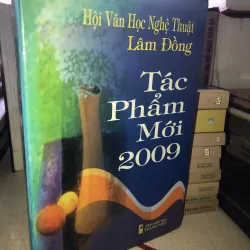 Hội Văn Học Nghệ Thuật
Lâm Đồng
Tác
Phẩm
Mới
2009